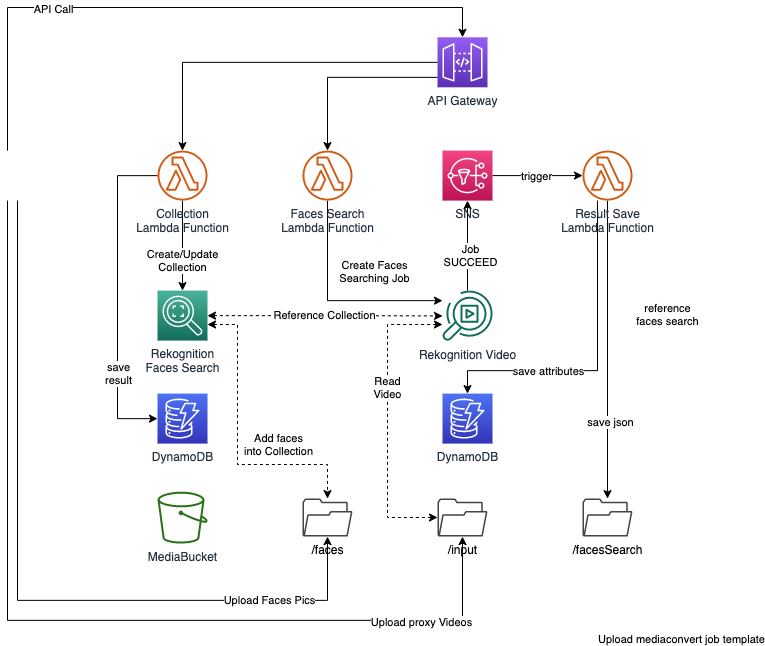 API Call
API Gateway
Collection
Lambda Function
Faces Search
Lambda Function
SNS
trigger
Result Save
Lambda Function
Create/Update
Collection
Create Faces
Searching Job
Job
SUCCEED
Reference Collection
reference
faces search
Rekognition
Faces Search
Rekognition Video
save
result
Read
Video
save attributes
save json
Add faces
into Collection
DynamoDB
DynamoDB
MediaBucket
/faces
/input
/facesSearch
Upload Faces Pics
Upload proxy Videos
Upload mediaconvert job template